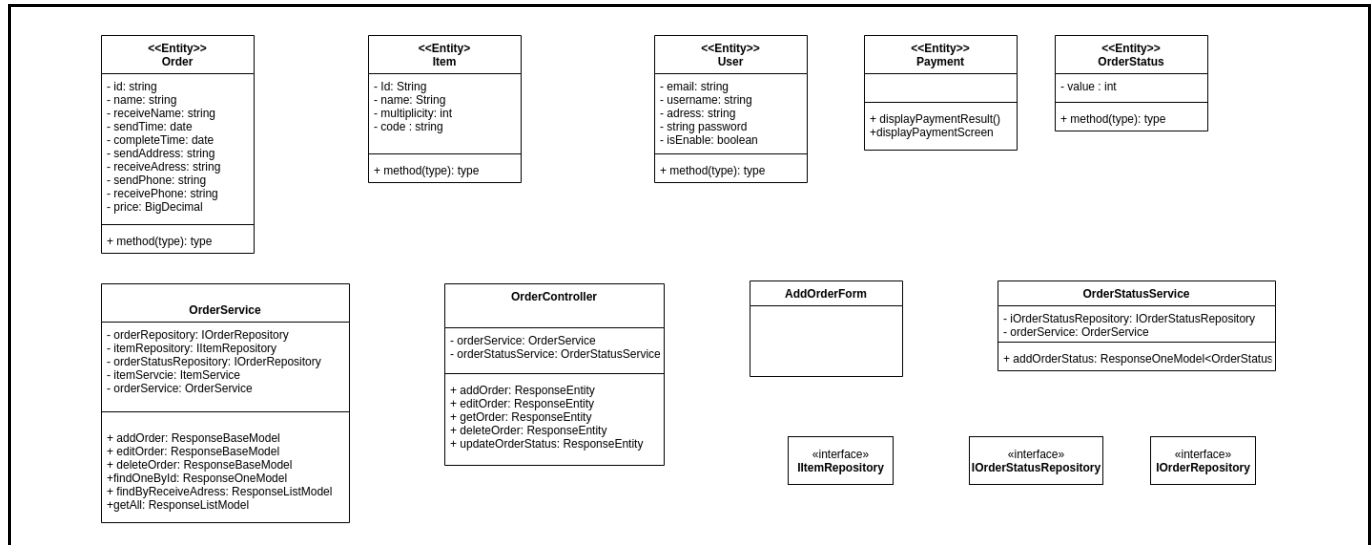 <<Entity>>
Order
- id: string
- name: string
- receiveName: string
- sendTime: date
- completeTime: date
- sendAddress: string
- receiveAdress: string
- sendPhone: string
- receivePhone: string
- price: BigDecimal
+ method(type): type
<<Entity>
Item
- Id: String
- name: String
- multiplicity: int
- code : string
+ method(type): type
<<Entity>>
User
- email: string
- username: string
- adress: string
- string password
- isEnable: boolean
+ method(type): type
<<Entity>>
Payment
+ displayPaymentResult()
+displayPaymentScreen
<<Entity>>
OrderStatus
- value : int
+ method(type): type
OrderService
- orderRepository: IOrderRepository
- itemRepository: IItemRepository
- orderStatusRepository: IOrderRepository
- itemServcie: ItemService
- orderService: OrderService
+ addOrder: ResponseBaseModel
+ editOrder: ResponseBaseModel
+ deleteOrder: ResponseBaseModel
+findOneById: ResponseOneModel
+ findByReceiveAdress: ResponseListModel
+getAll: ResponseListModel
OrderController
- orderService: OrderService
- orderStatusService: OrderStatusService
+ addOrder: ResponseEntity
+ editOrder: ResponseEntity
+ getOrder: ResponseEntity
+ deleteOrder: ResponseEntity
+ updateOrderStatus: ResponseEntity
AddOrderForm
OrderStatusService
- iOrderStatusRepository: IOrderStatusRepository
- orderService: OrderService
+ addOrderStatus: ResponseOneModel<OrderStatus
«interface»
IItemRepository
«interface»
IOrderStatusRepository
«interface»
IOrderRepository